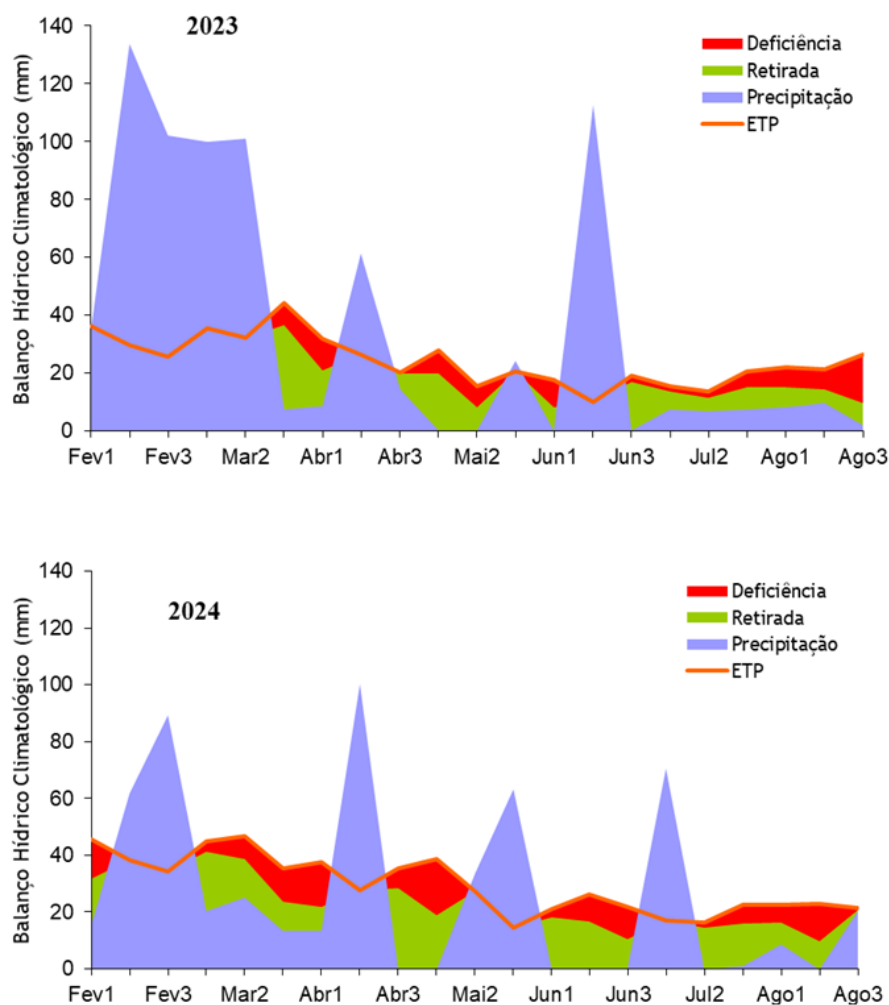 2023
Balanço Hídrico Climatológico (mm)
140
120
100
80
60
40
20
0
Deficiência
Retirada
Precipitação
ETP
Fev1 Fev3 Mar2 Abr1 Abr3 Mai2 Jun1 Jun3 Jul2 Ago1 Ago3
2024
Balanço Hídrico Climatológico (mm)
140
120
100
80
60
40
20
0
Deficiência
Retirada
Precipitação
ETP
Fev1 Fev3 Mar2 Abr1 Abr3 Mai2 Jun1 Jun3 Jul2 Ago1 Ago3